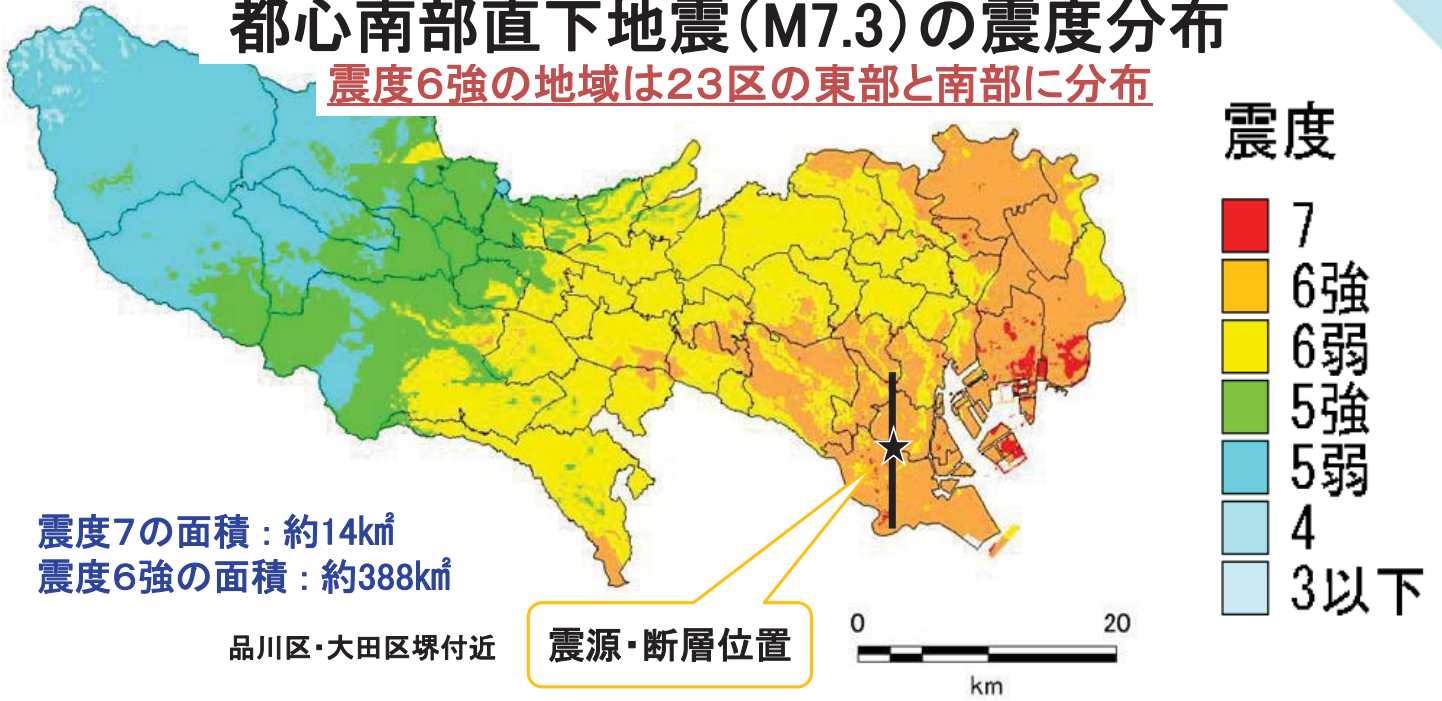 都心南部直下地震（M7.3）の震度分布
震度６強の地域は２３区の東部と南部に分布
震度
7
6強
6弱
5強
5弱
4
3以下
震度７の面積：約14㎢
震度６強の面積：約388㎢
品川区・大田区堺付近
震源・断層位置
0 20
km